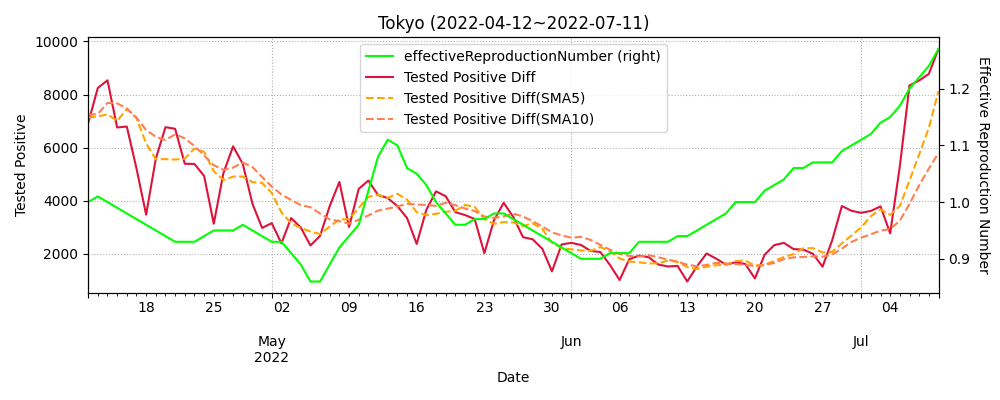 Tokyo (2022-04-12~2022-07-11)
effectiveReproductionNumber (right)
Tested Positive Diff
Tested Positive Diff(SMA5)
Tested Positive Diff(SMA10)
Tested Positive
10000
8000
6000
4000
2000
1.2
1.1
1.0
0.9
Effective Reproduction Number
18 25 02 09 16 23 30 06 13 20 27 04
May Jun Jul
2022
Date